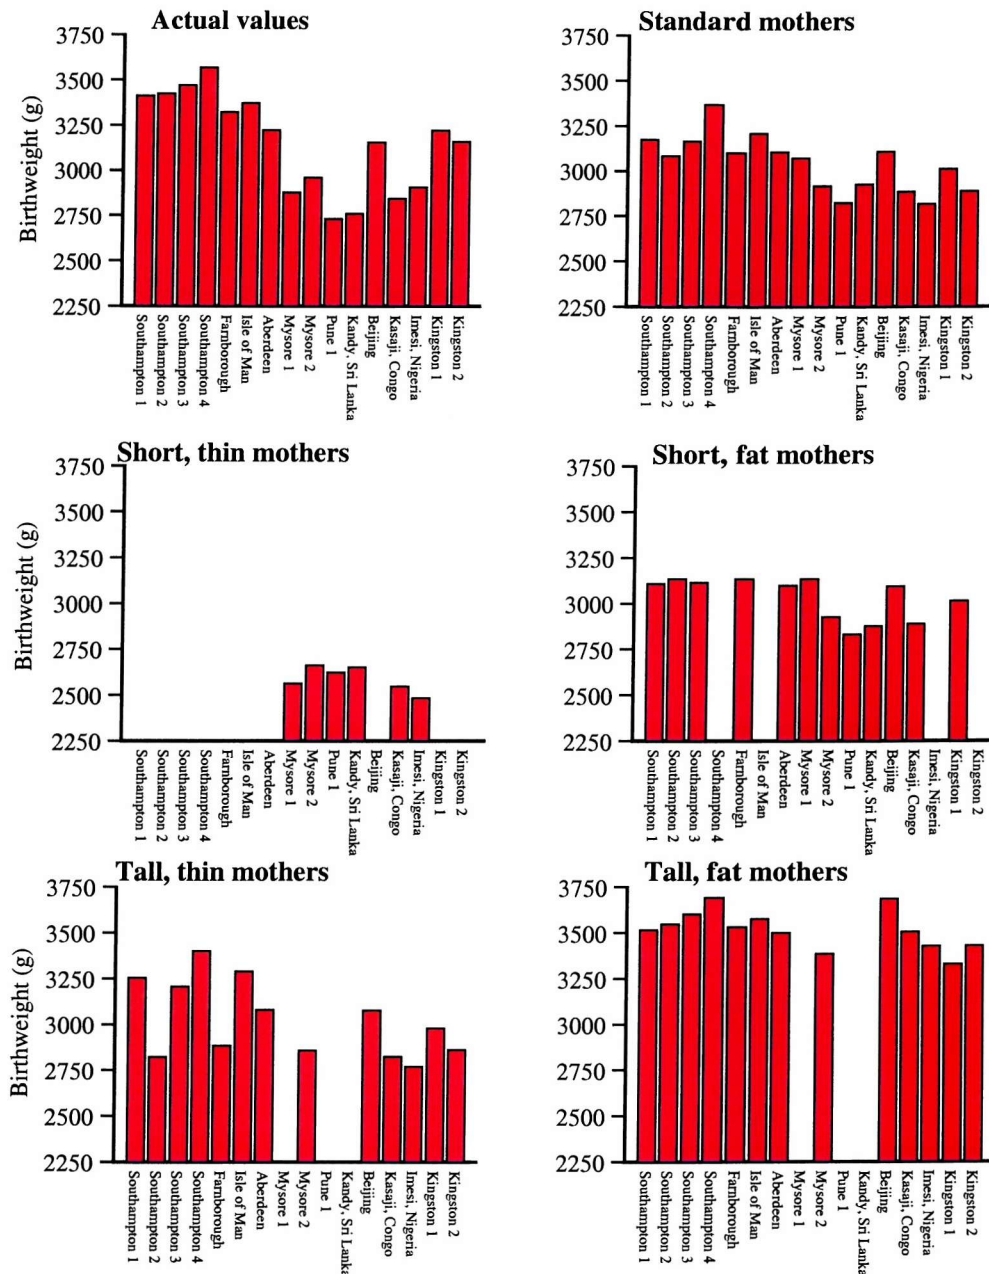 Actual values
Birthweight (g)
3750
3500
3250
3000
2750
2500
2250
Southampton 1
Southampton 2
Southampton 3
Southampton 4
Farnborough
Isle of Man
Aberdeen
Mysore 1
Mysore 2
Pune 1
Kandy, Sri Lanka
Beijing
Kasaji, Congo
Imesi, Nigeria
Kingston 1
Kingston 2
Standard mothers
3750
3500
3250
3000
2750
2500
2250
Southampton 1
Southampton 2
Southampton 3
Southampton 4
Farnborough
Isle of Man
Aberdeen
Mysore 1
Mysore 2
Pune 1
Kandy, Sri Lanka
Beijing
Kasaji, Congo
Imesi, Nigeria
Kingston 1
Kingston 2
Short, thin mothers
Birthweight (g)
3750
3500
3250
3000
2750
2500
2250
Southampton 1
Southampton 2
Southampton 3
Southampton 4
Farnborough
Isle of Man
Aberdeen
Mysore 1
Mysore 2
Pune 1
Kandy, Sri Lanka
Beijing
Kasaji, Congo
Imesi, Nigeria
Kingston 1
Kingston 2
Short, fat mothers
3750
3500
3250
3000
2750
2500
2250
Southampton 1
Southampton 2
Southampton 3
Southampton 4
Farnborough
Isle of Man
Aberdeen
Mysore 1
Mysore 2
Pune 1
Kandy, Sri Lanka
Beijing
Kasaji, Congo
Imesi, Nigeria
Kingston 1
Kingston 2
Tall, thin mothers
Birthweight (g)
3750
3500
3250
3000
2750
2500
2250
Southampton 1
Southampton 2
Southampton 3
Southampton 4
Farnborough
Isle of Man
Aberdeen
Mysore 1
Mysore 2
Pune 1
Kandy, Sri Lanka
Beijing
Kasaji, Congo
Imesi, Nigeria
Kingston 1
Kingston 2
Tall, fat mothers
3750
3500
3250
3000
2750
2500
2250
Southampton 1
Southampton 2
Southampton 3
Southampton 4
Farnborough
Isle of Man
Aberdeen
Mysore 1
Mysore 2
Pune 1
Kandy, Sri Lanka
Beijing
Kasaji, Congo
Imesi, Nigeria
Kingston 1
Kingston 2